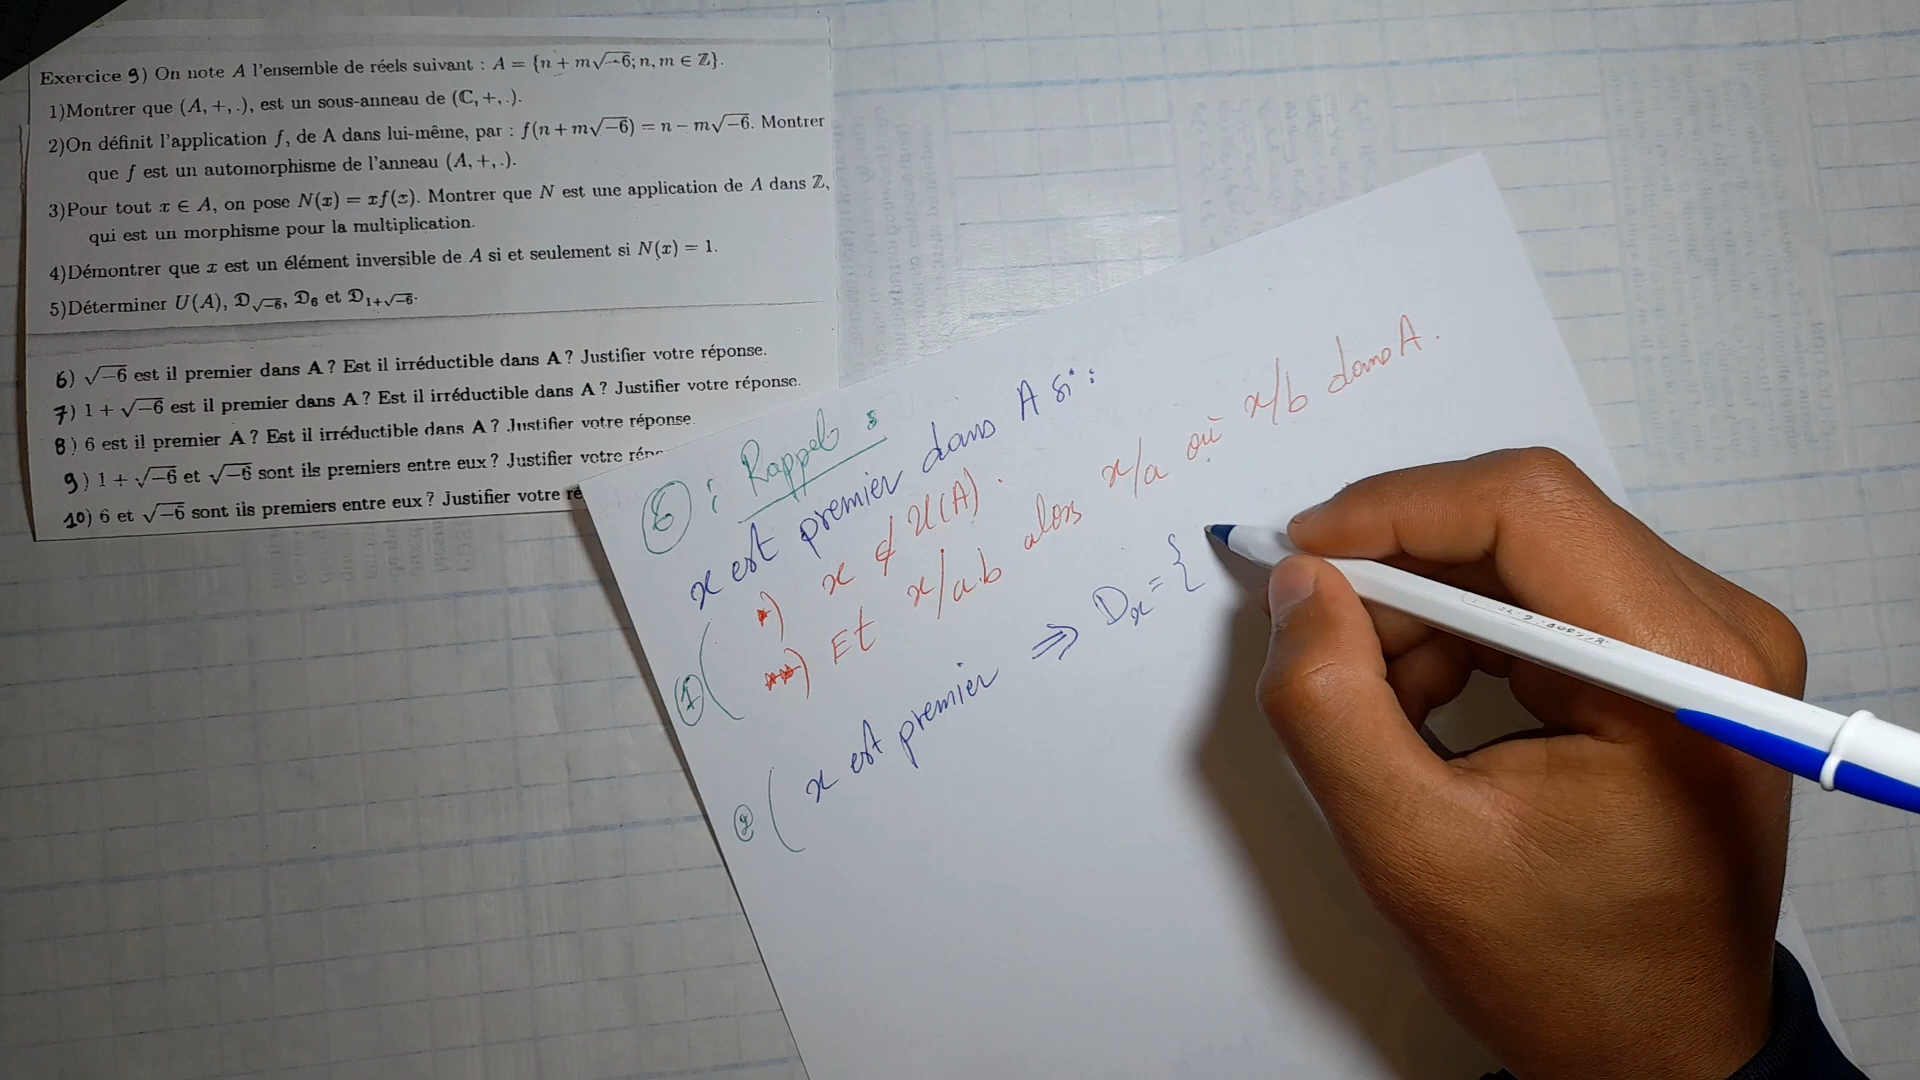 Exercice 9) On note A l'ensemble de réels suivant : A = {n + m√−6; n, m ∈ ℤ}.
1)Montrer que (A, +, .), est un sous-anneau de (ℂ, +, .).
2)On définit l'application f, de A dans lui-même, par : f(n + m√−6) = n − m√−6. Montrer
que f est un automorphisme de l'anneau (A, +, .).
3)Pour tout x ∈ A, on pose N(x) = xf(x). Montrer que N est une application de A dans ℤ,
qui est un morphisme pour la multiplication.
4)Démontrer que x est un élément inversible de A si et seulement si N(x) = 1.
5)Déterminer U(A), 𝔇√−6, 𝔇6 et 𝔇1+√−6.
6) √−6 est il premier dans A ? Est il irréductible dans A ? Justifier votre réponse.
7) 1 + √−6 est il premier dans A ? Est il irréductible dans A ? Justifier votre réponse.
8) 6 est il premier A ? Est il irréductible dans A ? Justifier votre réponse.
9) 1 + √−6 et √−6 sont ils premiers entre eux ? Justifier votre
10) 6 et √−6 sont ils premiers entre eux ? Justifier votre
6 : Rappel :
x est premier dans A si :
1 ( *) x ∉ U(A).
**) Et x/a.b alors x/a où x/b dans A.
2 ( x est premier ⇒ Dx = {